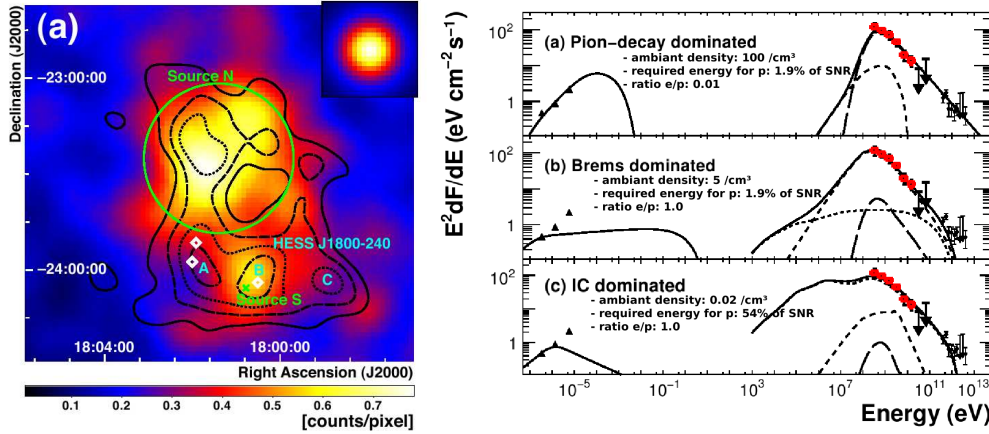 (a)
Source N
HESS J1800-240
A
B
C
Source S
Declination (J2000)
−23:00:00
−24:00:00
18:04:00
18:00:00
Right Ascension (J2000)
0.1 0.2 0.3 0.4 0.5 0.6 0.7
[counts/pixel]
E²dF/dE (eV cm⁻²s⁻¹)
10²
1
(a) Pion-decay dominated
- ambiant density: 100 /cm³
- required energy for p: 1.9% of SNR
- ratio e/p: 0.01
10²
1
(b) Brems dominated
- ambiant density: 5 /cm³
- required energy for p: 1.9% of SNR
- ratio e/p: 1.0
10²
1
(c) IC dominated
- ambiant density: 0.02 /cm³
- required energy for p: 54% of SNR
- ratio e/p: 1.0
10⁻⁵ 10⁻¹ 10³ 10⁷ 10¹¹ 10¹³
Energy (eV)